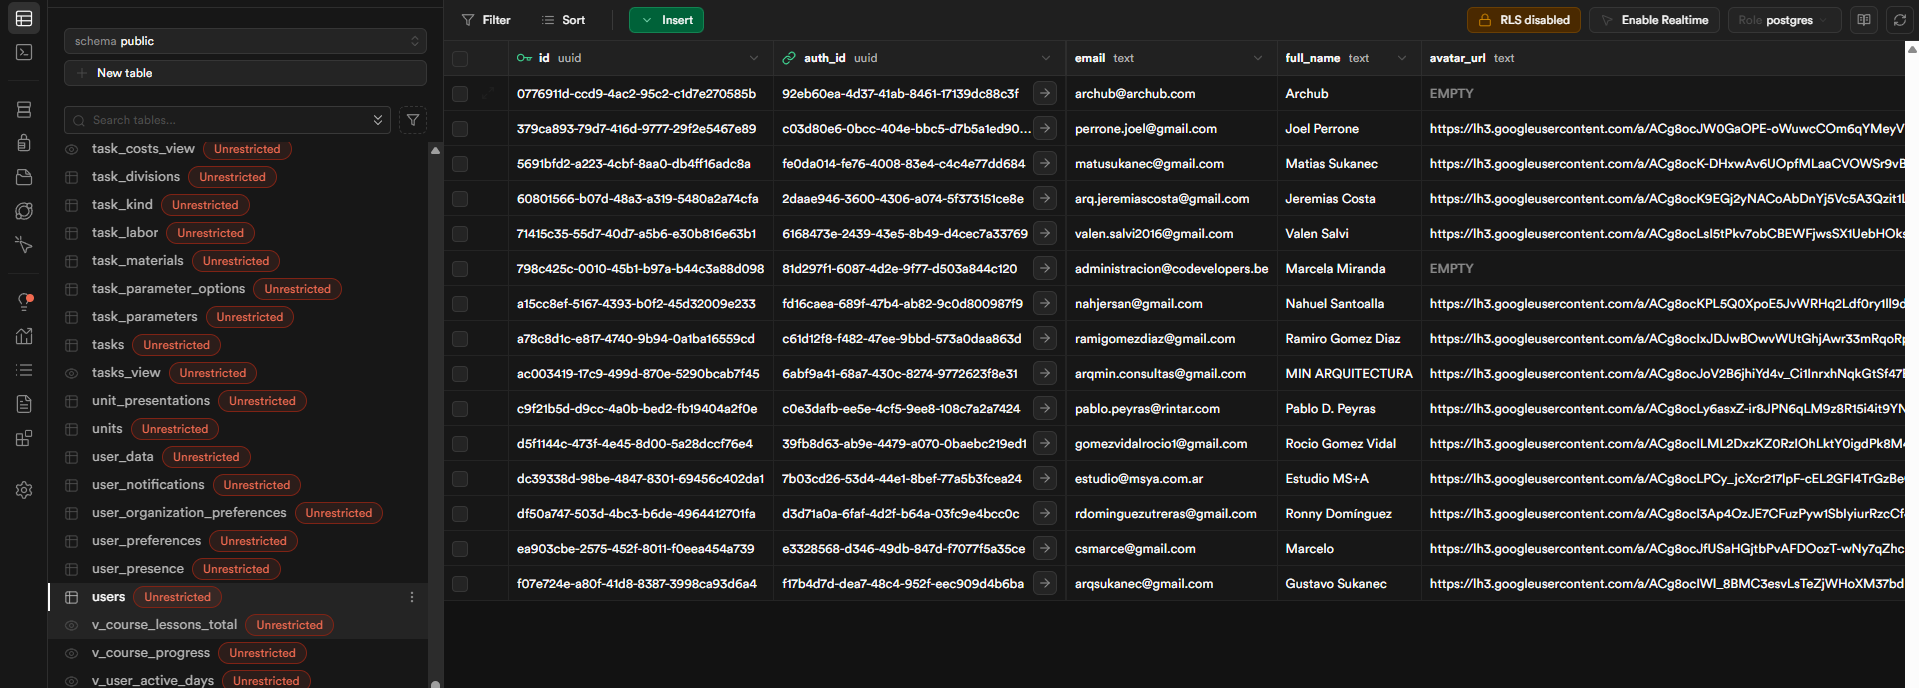 schema public
New table
Search tables...
task_costs_view Unrestricted
task_divisions Unrestricted
task_kind Unrestricted
task_labor Unrestricted
task_materials Unrestricted
task_parameter_options Unrestricted
task_parameters Unrestricted
tasks Unrestricted
tasks_view Unrestricted
unit_presentations Unrestricted
units Unrestricted
user_data Unrestricted
user_notifications Unrestricted
user_organization_preferences Unrestricted
user_preferences Unrestricted
user_presence Unrestricted
users Unrestricted
v_course_lessons_total Unrestricted
v_course_progress Unrestricted
v_user_active_days Unrestricted
Filter Sort Insert RLS disabled Enable Realtime Role postgres
id uuid auth_id uuid email text full_name text avatar_url text
0776911d-ccd9-4ac2-95c2-c1d7e270585b 92eb60ea-4d37-41ab-8461-17139dc88c3f archub@archub.com Archub EMPTY
379ca893-79d7-416d-9777-29f2e5467e89 c03d80e6-0bcc-404e-bbc5-d7b5a1ed90... perrone.joel@gmail.com Joel Perrone https://lh3.googleusercontent.com/a/ACg8ocJW0GaOPE-oWuwcCOm6qYMeyV
5691bfd2-a223-4cbf-8aa0-db4ff16adc8a fe0da014-fe76-4008-83e4-c4c4e77dd684 matusukanec@gmail.com Matias Sukanec https://lh3.googleusercontent.com/a/ACg8ocK-DHxwAv6UOpfMLaaCVOWSr9vB
60801566-b07d-48a3-a319-5480a2a74cfa 2daae946-3600-4306-a074-5f373151ce8e arq.jeremiascosta@gmail.com Jeremias Costa https://lh3.googleusercontent.com/a/ACg8ocK9EGj2yNACoAbDnYj5Vc5A3Qzit1L
71415c35-55d7-40d7-a5b6-e30b816e63b1 6168473e-2439-43e5-8b49-d4cec7a33769 valen.salvi2016@gmail.com Valen Salvi https://lh3.googleusercontent.com/a/ACg8ocLsl5tPkv7obCBEWFjwsSX1UebHOks
798c425c-0010-45b1-b97a-b44c3a88d098 81d297f1-6087-4d2e-9f77-d503a844c120 administracion@codevelopers.be Marcela Miranda EMPTY
a15cc8ef-5167-4393-b0f2-45d32009e233 fd16caea-689f-47b4-ab82-9c0d800987f9 nahjersan@gmail.com Nahuel Santoalla https://lh3.googleusercontent.com/a/ACg8ocKPL5Q0XpoE5JvWRHq2Ldf0ry1ll9d
a78c8d1c-e817-4740-9b94-0a1ba16559cd c61d12f8-f482-47ee-9bbd-573a0daa863d ramigomezdiaz@gmail.com Ramiro Gomez Diaz https://lh3.googleusercontent.com/a/ACg8ocIxJDJwBOwvWUtGhjAwr33mRqoRp
ac003419-17c9-499d-870e-5290bcab7f45 6abf9a41-68a7-430c-8274-9772623f8e31 arqmin.consultas@gmail.com MIN ARQUITECTURA https://lh3.googleusercontent.com/a/ACg8ocJoV2B6jhiYd4v_Ci1InrxhNqkGtSf47E
c9f21b5d-d9cc-4a0b-bed2-fb19404a2f0e c0e3dafb-ee5e-4cf5-9ee8-108c7a2a7424 pablo.peyras@rintar.com Pablo D. Peyras https://lh3.googleusercontent.com/a/ACg8ocLy6asxZ-ir8JPN6qLM9z8R15i4it9YN
d5f1144c-473f-4e45-8d00-5a28dccf76e4 39fb8d63-ab9e-4479-a070-0baebc219ed1 gomezvidalrocio1@gmail.com Rocio Gomez Vidal https://lh3.googleusercontent.com/a/ACg8ocILML2DxzKZ0RzlOhLktY0igdPk8M4
dc39338d-98be-4847-8301-69456c402da1 7b03cd26-53d4-44e1-8bef-77a5b3fcea24 estudio@msya.com.ar Estudio MS+A https://lh3.googleusercontent.com/a/ACg8ocLPCy_jcXcr217lpF-cEL2GFI4TrGzBe
df50a747-503d-4bc3-b6de-4964412701fa d3d71a0a-6faf-4d2f-b64a-03fc9e4bcc0c rdominguezutreras@gmail.com Ronny Domínguez https://lh3.googleusercontent.com/a/ACg8ocI3Ap4OzJE7CFuzPyw1SbIyiurRzcCf
ea903cbe-2575-452f-8011-f0eea454a739 e3328568-d346-49db-847d-f7077f5a35ce csmarce@gmail.com Marcelo https://lh3.googleusercontent.com/a/ACg8ocJfUSaHGjtbPvAFDOozT-wNy7qZhc
f07e724e-a80f-41d8-8387-3998ca93d6a4 f17b4d7d-dea7-48c4-952f-eec909d4b6ba arqsukanec@gmail.com Gustavo Sukanec https://lh3.googleusercontent.com/a/ACg8ocIWl_8BMC3esvLsTeZjWHoXM37bd